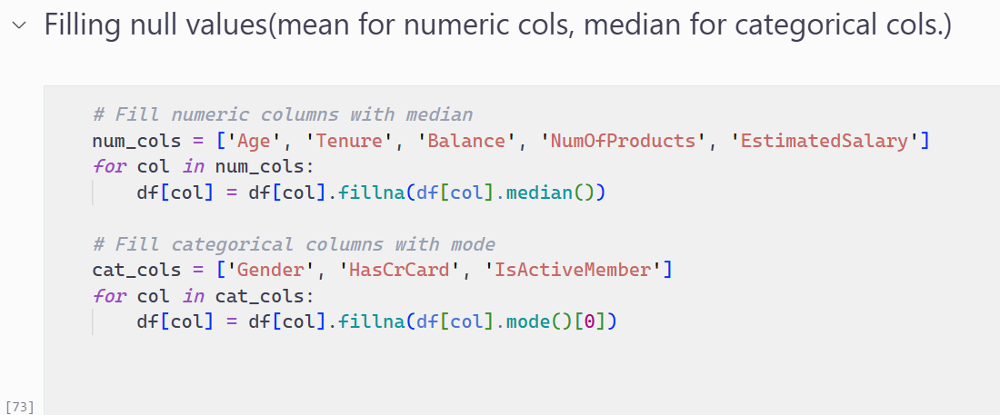 Filling null values(mean for numeric cols, median for categorical cols.)
# Fill numeric columns with median
num_cols = ['Age', 'Tenure', 'Balance', 'NumOfProducts', 'EstimatedSalary']
for col in num_cols:
    df[col] = df[col].fillna(df[col].median())
# Fill categorical columns with mode
cat_cols = ['Gender', 'HasCrCard', 'IsActiveMember']
for col in cat_cols:
    df[col] = df[col].fillna(df[col].mode()[0])
[73]